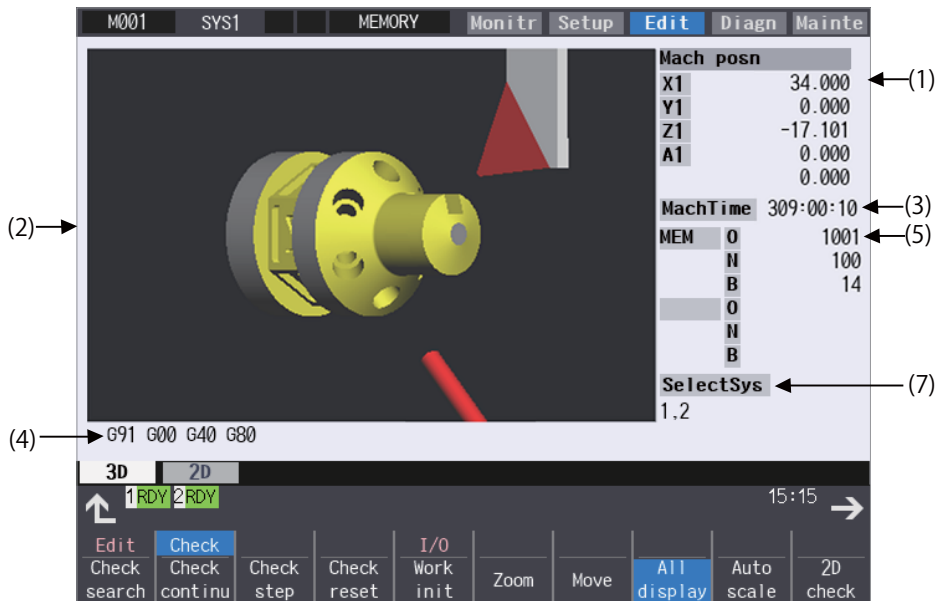 M001 SYS1 MEMORY Monitr Setup Edit Diagn Mainte
Mach posn
(1)
X1 34.000
Y1 0.000
Z1 -17.101
A1 0.000
0.000
(2)
MachTime 309:00:10 (3)
MEM O 1001 (5)
N 100
B 14
O
N
B
SelectSys (7)
1,2
(4) G91 G00 G40 G80
3D 2D
1 RDY 2 RDY 15:15
Edit Check I/O
Check search Check continu Check step Check reset Work init Zoom Move All display Auto scale 2D check